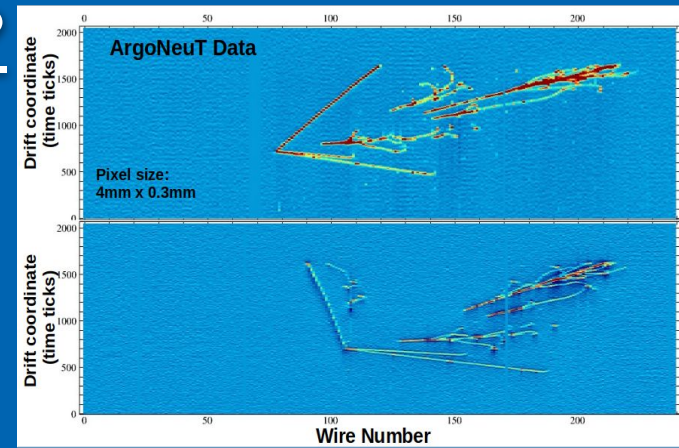 0 50 100 150 200
2000
ArgoNeuT Data
1500
Drift coordinate
(time ticks)
1000
500
Pixel size:
4mm x 0.3mm
0
2000
1500
Drift coordinate
(time ticks)
1000
500
0
0 50 100 150 200
Wire Number